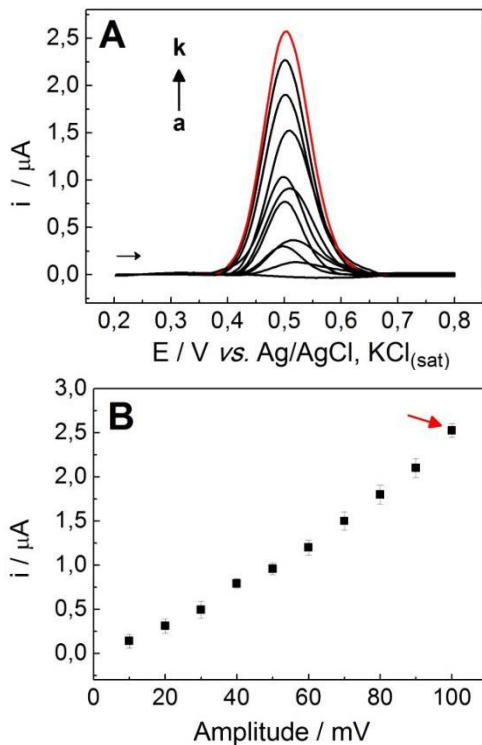 A
k
a
i / μA
2,5
2,0
1,5
1,0
0,5
0,0
0,2 0,3 0,4 0,5 0,6 0,7 0,8
E / V vs. Ag/AgCl, KCl(sat)
B
i / μA
3,0
2,5
2,0
1,5
1,0
0,5
0,0
0 20 40 60 80 100
Amplitude / mV